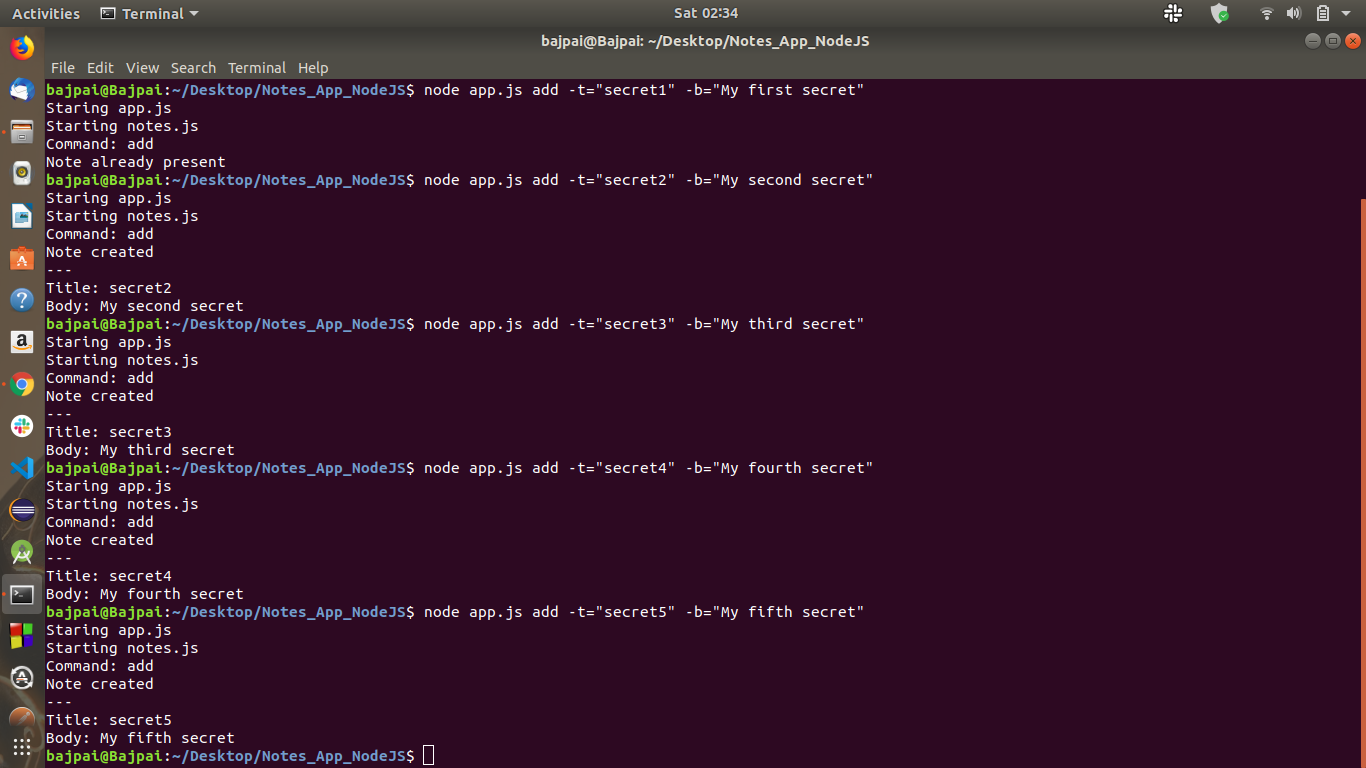 Activities Terminal Sat 02:34
bajpai@Bajpai: ~/Desktop/Notes_App_NodeJS
File Edit View Search Terminal Help
bajpai@Bajpai:~/Desktop/Notes_App_NodeJS$ node app.js add -t="secret1" -b="My first secret"
Staring app.js
Starting notes.js
Command: add
Note already present
bajpai@Bajpai:~/Desktop/Notes_App_NodeJS$ node app.js add -t="secret2" -b="My second secret"
Staring app.js
Starting notes.js
Command: add
Note created
---
Title: secret2
Body: My second secret
bajpai@Bajpai:~/Desktop/Notes_App_NodeJS$ node app.js add -t="secret3" -b="My third secret"
Staring app.js
Starting notes.js
Command: add
Note created
---
Title: secret3
Body: My third secret
bajpai@Bajpai:~/Desktop/Notes_App_NodeJS$ node app.js add -t="secret4" -b="My fourth secret"
Staring app.js
Starting notes.js
Command: add
Note created
---
Title: secret4
Body: My fourth secret
bajpai@Bajpai:~/Desktop/Notes_App_NodeJS$ node app.js add -t="secret5" -b="My fifth secret"
Staring app.js
Starting notes.js
Command: add
Note created
---
Title: secret5
Body: My fifth secret
bajpai@Bajpai:~/Desktop/Notes_App_NodeJS$